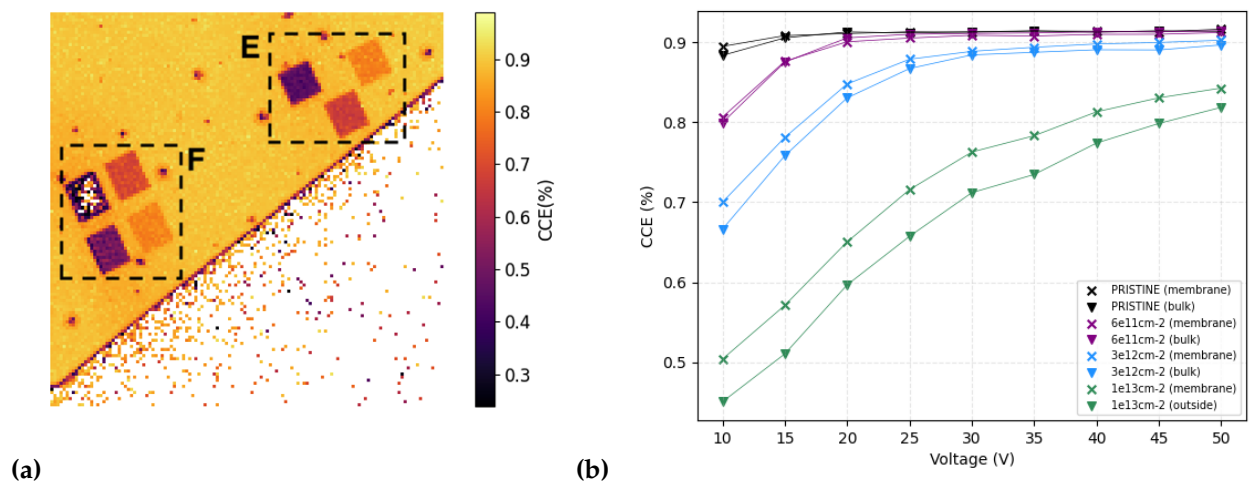 E
F
0.9
0.8
0.7
0.6
0.5
0.4
0.3
CCE(%)
(a)
0.9
0.8
0.7
0.6
0.5
CCE (%)
10 15 20 25 30 35 40 45 50
Voltage (V)
PRISTINE (membrane)
PRISTINE (bulk)
6e11cm-2 (membrane)
6e11cm-2 (bulk)
3e12cm-2 (membrane)
3e12cm-2 (bulk)
1e13cm-2 (membrane)
1e13cm-2 (outside)
(b)